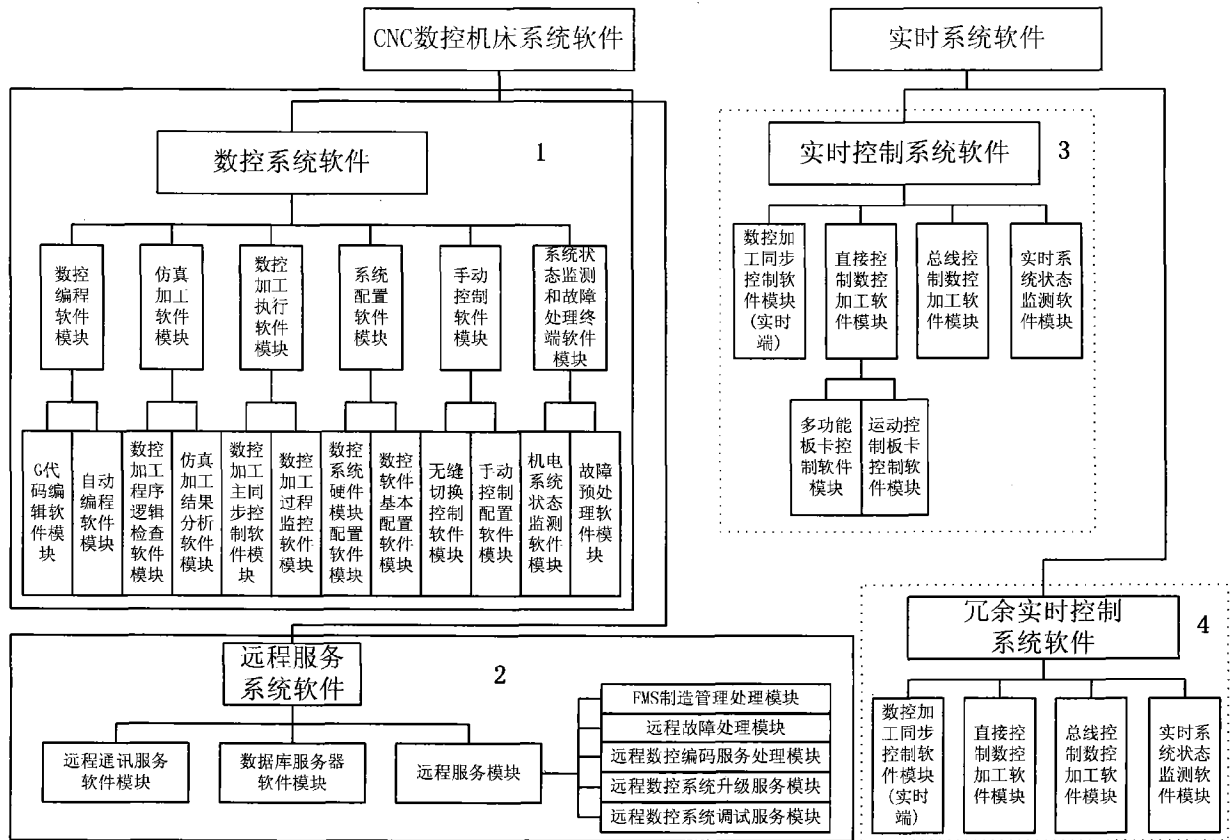 CNC数控机床系统软件
实时系统软件
数控系统软件
1
实时控制系统软件
3
数控
编程
软件
模块
仿真
加工
软件
模块
数控
加工
执行
软件
模块
系统
配置
软件
模块
手动
控制
软件
模块
系统状
态监测
和故障
处理终
端软件
模块
数控加
工同步
控制软
件模块
(实时
端)
直接控
制数控
加工软
件模块
总线控
制数控
加工软
件模块
实时系
统状态
监测软
件模块
多功能
板卡控
制软件
模块
运动控
制板卡
控制软
件模块
G代
码编
辑软
件模
块
自动
编程
软件
模块
数控
加工
程序
逻辑
检查
软件
模块
仿真
加工
结果
分析
软件
模块
数控
加工
主同
步控
制软
件模
块
数控
加工
过程
监控
软件
模块
数控
系统
硬件
模块
配置
软件
模块
数控
软件
基本
配置
软件
模块
无缝
切换
控制
软件
模块
手动
控制
配置
软件
模块
机电
系统
状态
监测
软件
模块
故障
预处
理软
件模
块
远程服务
系统软件
2
远程通讯服务
软件模块
数据库服务器
软件模块
远程服务模块
FMS制造管理处理模块
远程故障处理模块
远程数控编码服务处理模块
远程数控系统升级服务模块
远程数控系统调试服务模块
冗余实时控制
系统软件
4
数控加
工同步
控制软
件模块
(实时
端)
直接控
制数控
加工软
件模块
总线控
制数控
加工软
件模块
实时系
统状态
监测软
件模块